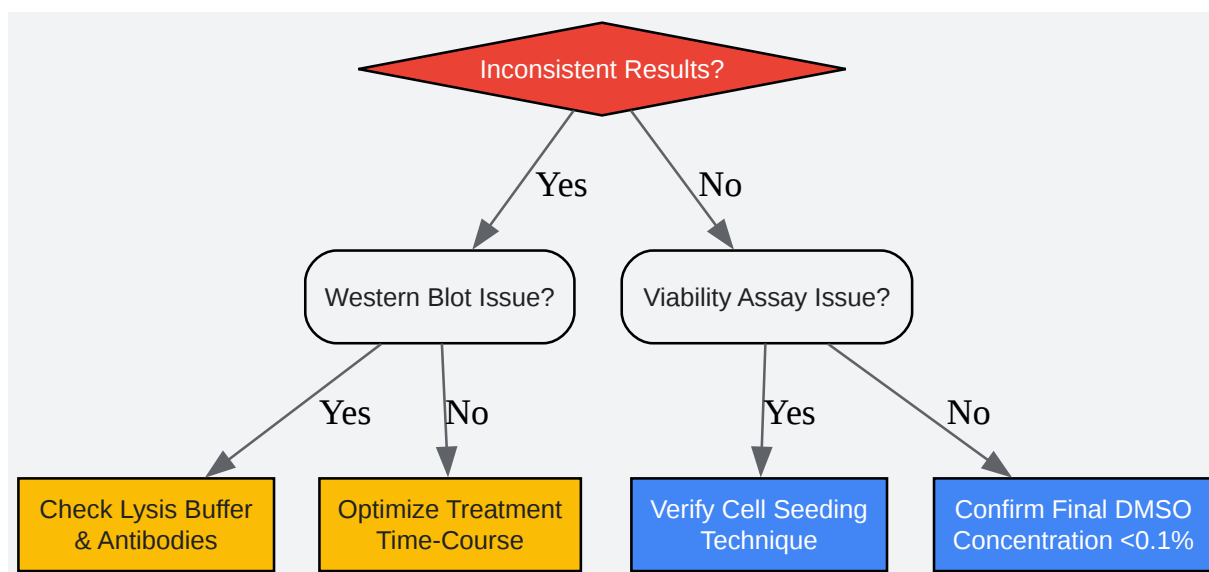 Inconsistent Results?
Yes
No
Western Blot Issue?
Viability Assay Issue?
Yes
No
Yes
No
Check Lysis Buffer
& Antibodies
Optimize Treatment
Time-Course
Verify Cell Seeding
Technique
Confirm Final DMSO
Concentration <0.1%